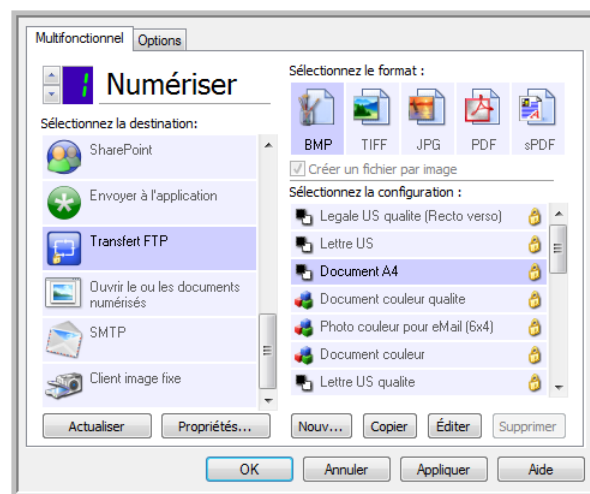 Multifonctionnel
Options
1
Numériser
Sélectionnez la destination:
SharePoint
Envoyer à l'application
Transfert FTP
Ouvrir le ou les documents
numérisés
SMTP
Client image fixe
Actualiser
Propriétés...
Sélectionnez le format :
BMP
TIFF
JPG
PDF
sPDF
Créer un fichier par image
Sélectionnez la configuration :
Legale US qualite (Recto verso)
Lettre US
Document A4
Document couleur qualite
Photo couleur pour eMail (6x4)
Document couleur
Lettre US qualite
Nouv...
Copier
Éditer
Supprimer
OK
Annuler
Appliquer
Aide